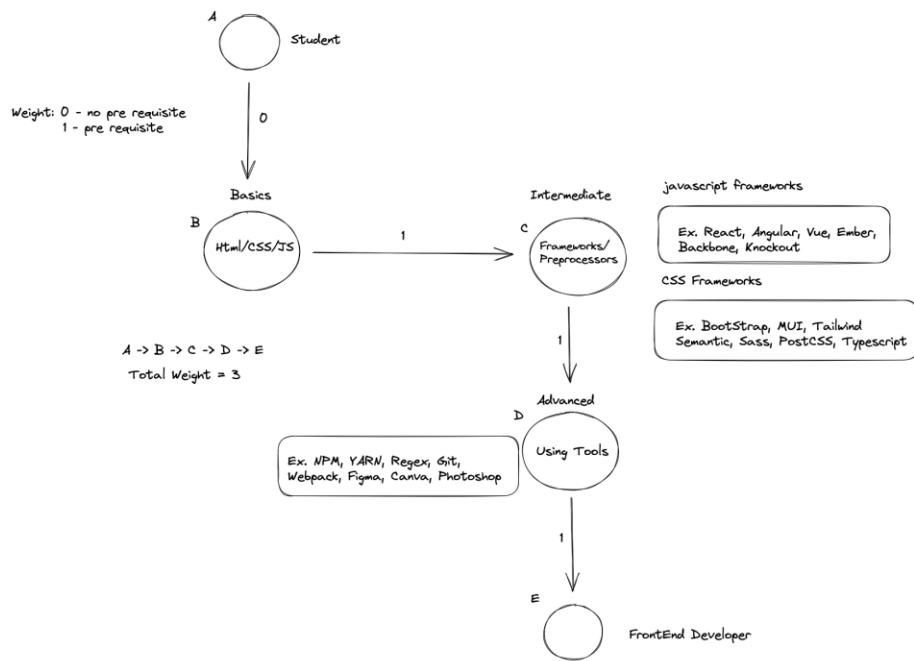 A
Student
Weight: 0 - no pre requisite
1 - pre requisite
0
Basics
B
Html/CSS/JS
1
Intermediate
C
Frameworks/
Preprocessors
javascript frameworks
Ex. React, Angular, Vue, Ember,
Backbone, Knockout
CSS Frameworks
Ex. BootStrap, MUI, Tailwind
Semantic, Sass, PostCSS, Typescript
A -> B -> C -> D -> E
Total Weight = 3
1
Advanced
D
Using Tools
Ex. NPM, YARN, Regex, Git,
Webpack, Figma, Canva, Photoshop
1
E
FrontEnd Developer